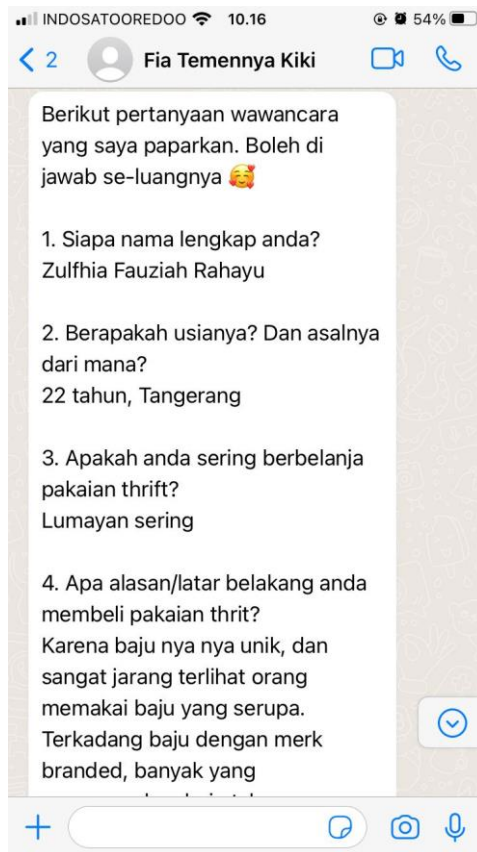 INDOSATOOREDOO 10.16 54%
2 Fia Temennya Kiki
Berikut pertanyaan wawancara
yang saya paparkan. Boleh di
jawab se-luangnya 🥰
1. Siapa nama lengkap anda?
Zulfhia Fauziah Rahayu
2. Berapakah usianya? Dan asalnya
dari mana?
22 tahun, Tangerang
3. Apakah anda sering berbelanja
pakaian thrift?
Lumayan sering
4. Apa alasan/latar belakang anda
membeli pakaian thrit?
Karena baju nya nya unik, dan
sangat jarang terlihat orang
memakai baju yang serupa.
Terkadang baju dengan merk
branded, banyak yang